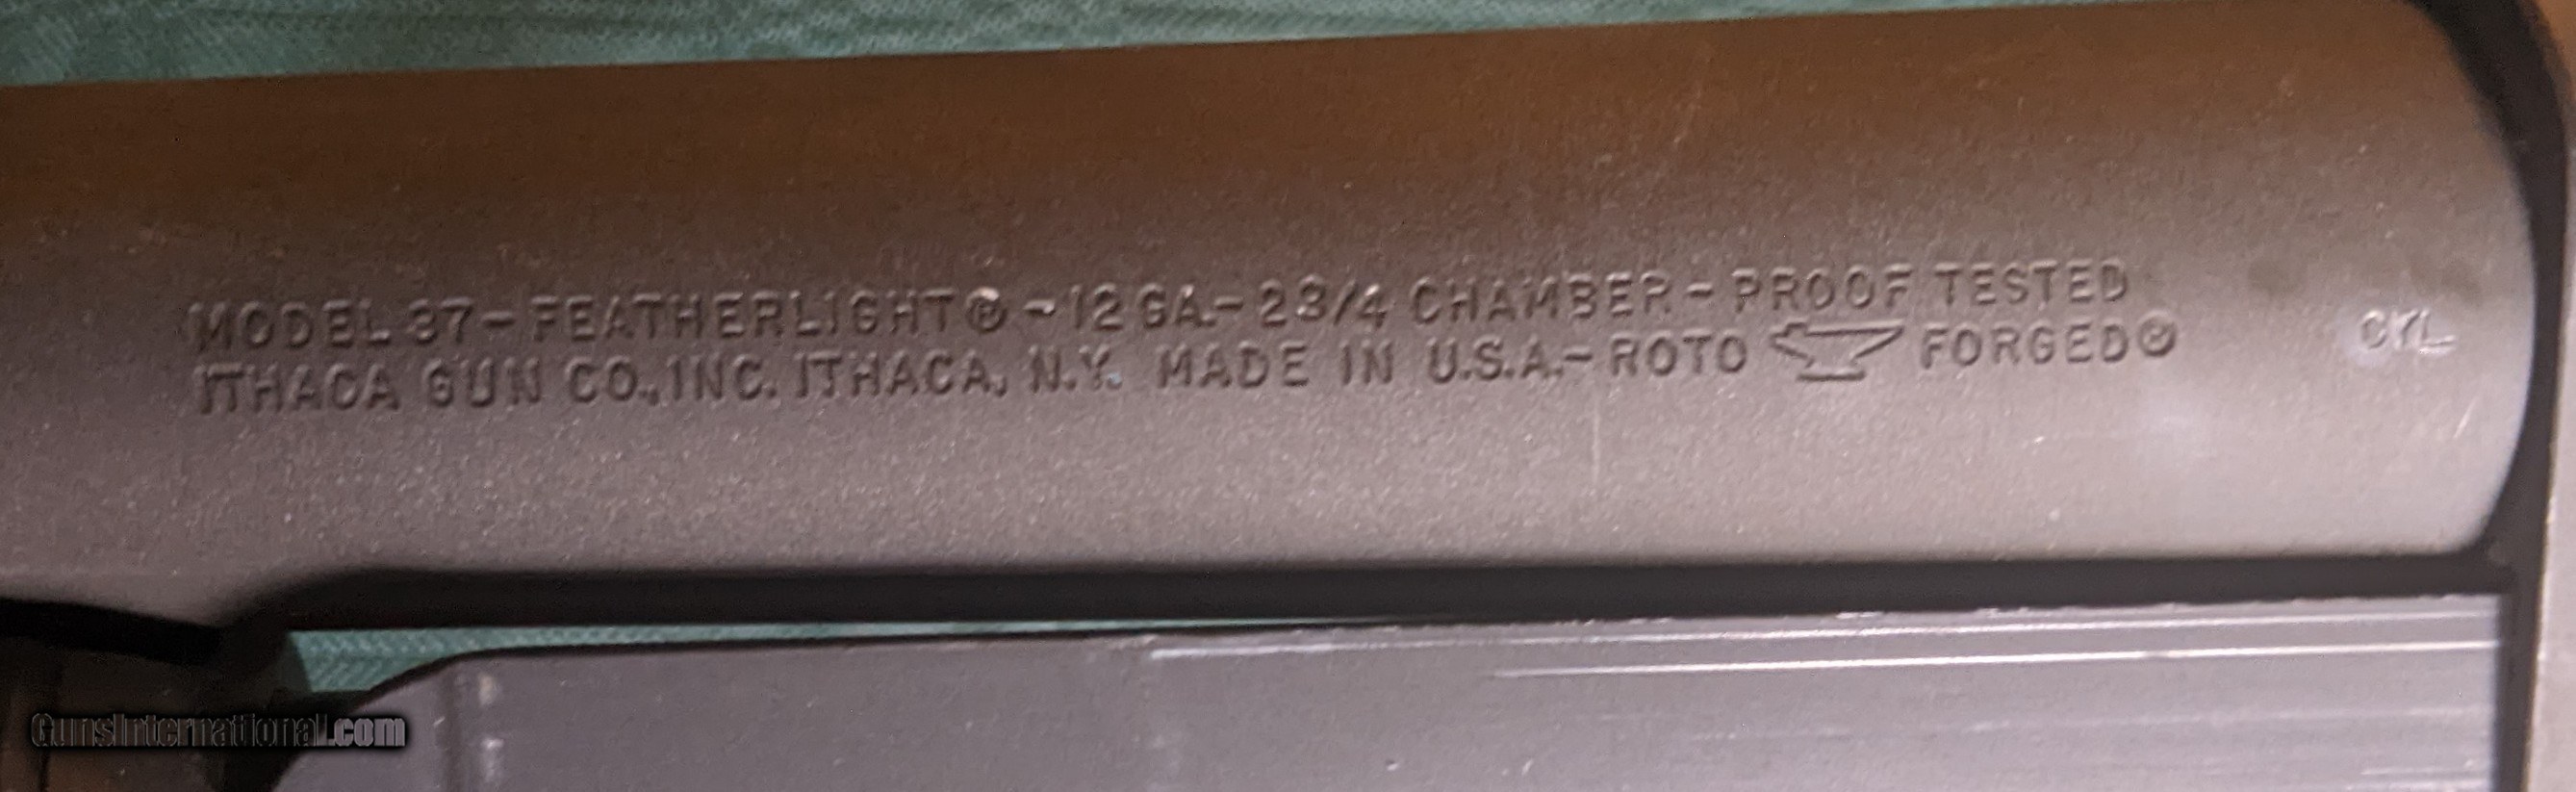 MODEL 37-FEATHERLIGHT®-12 GA.-2 3/4 CHAMBER-PROOF TESTED
ITHACA GUN CO., INC. ITHACA, N.Y. MADE IN U.S.A.-ROTO FORGED®
CYL
GunsInternational.com